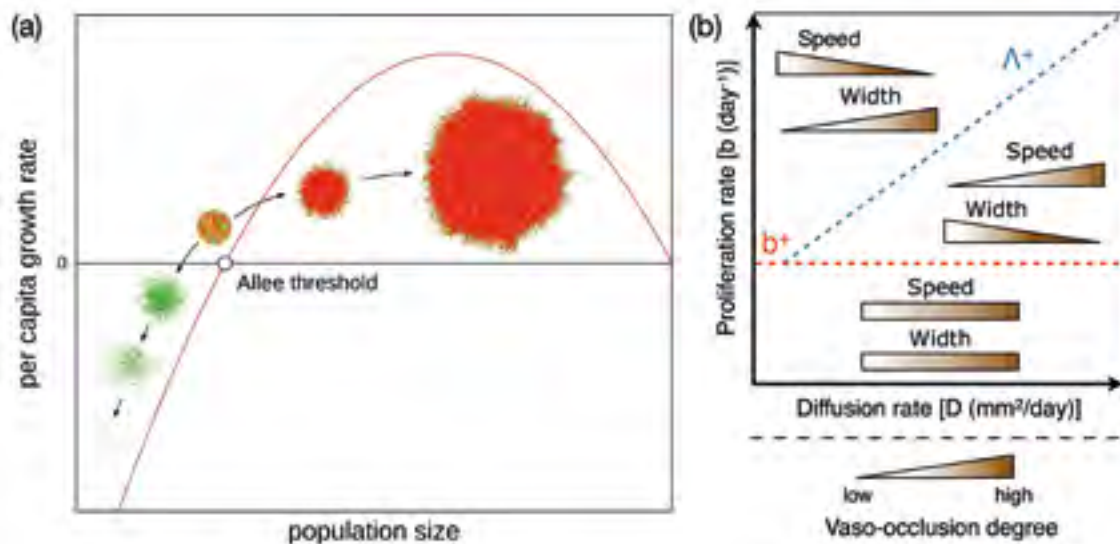 (a)
per capita growth rate
0
Allee threshold
population size
(b)
Proliferation rate [b (day⁻¹)]
Speed
Λ⁺
Width
Speed
Width
b⁺
Speed
Width
Diffusion rate [D (mm²/day)]
low
high
Vaso-occlusion degree